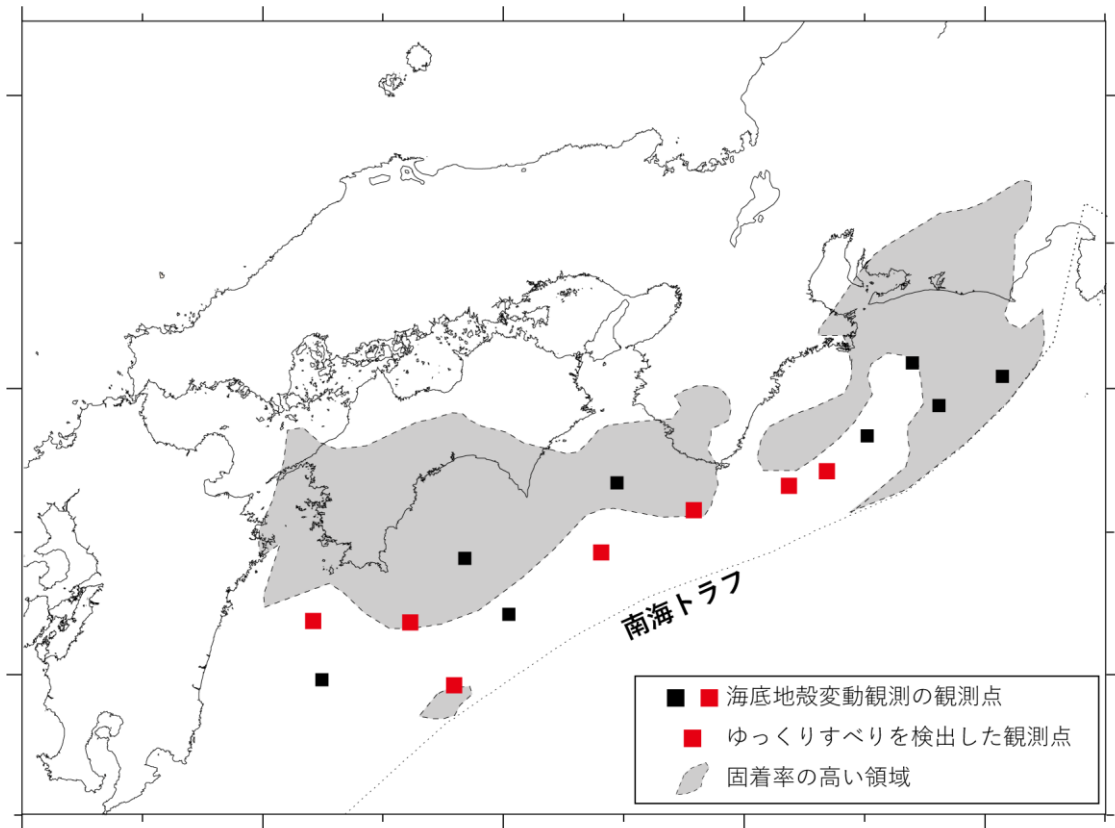 南海トラフ
海底地殻変動観測の観測点
ゆっくりすべりを検出した観測点
固着率の高い領域